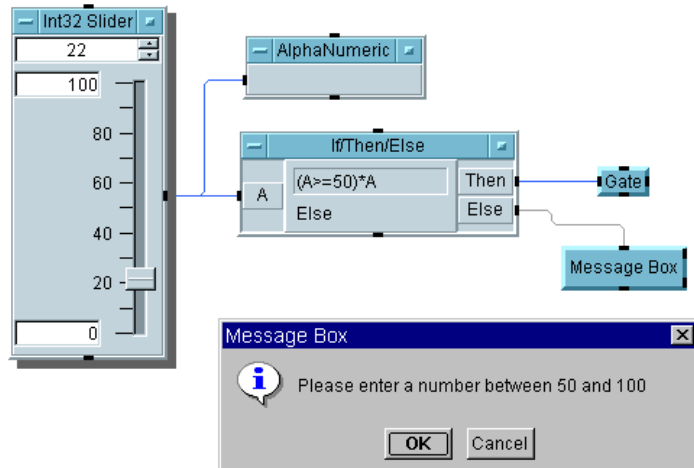 Int32 Slider
22
100
80
60
40
20
0
AlphaNumeric
If/Then/Else
A
(A>=50)*A
Else
Then
Else
Gate
Message Box
Message Box
Please enter a number between 50 and 100
OK
Cancel